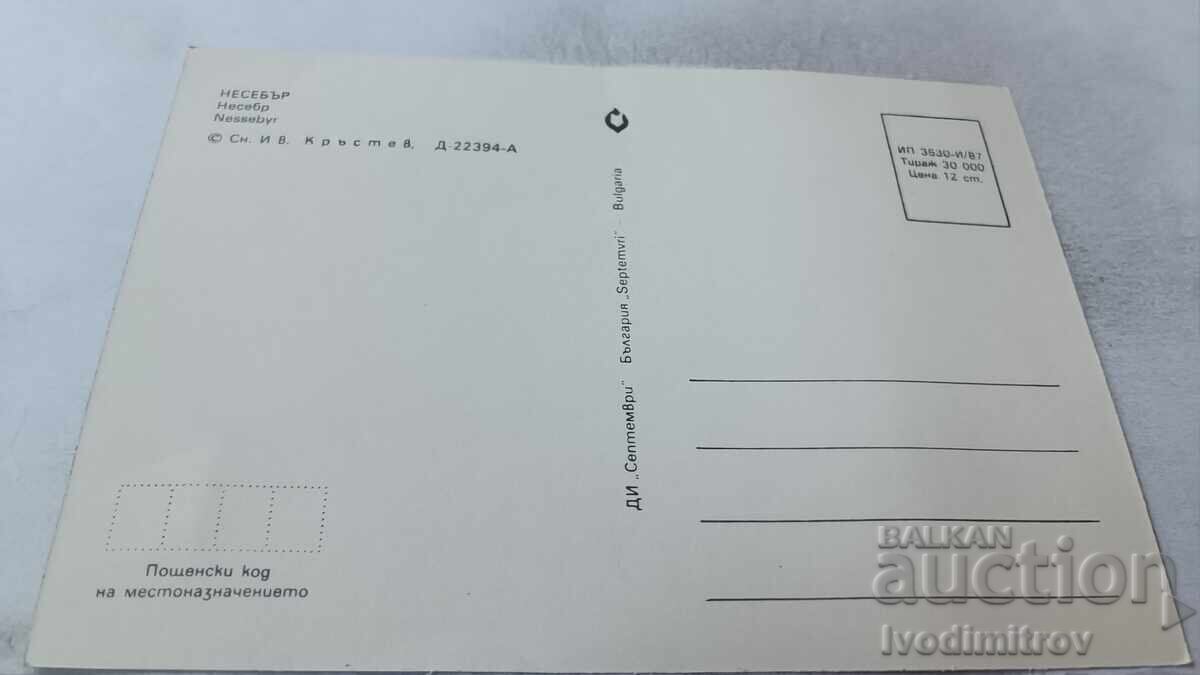 НЕСЕБЪР
Несебр
Nessebyr
© Сн. Ив. Кръстев, Д-22394-А
ДИ „Септември" България „Septemvri" - Bulgaria
ИП 3530-И/87
Тираж 30 000
Цена 12 ст.
Пощенски код
на местоназначението
BALKAN
auction
Ivodimitrov